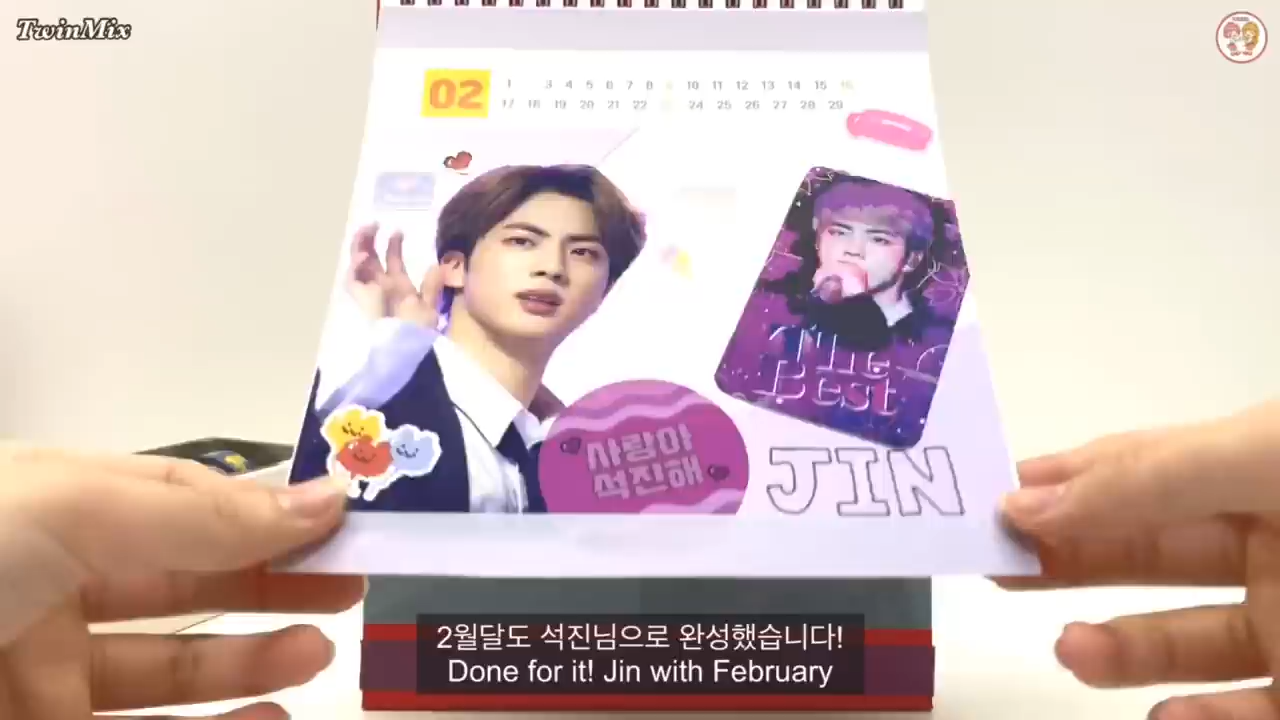 TwinMix
02
1 3 4 5 6 7 8 9 10 11 12 13 14 15 16
17 18 19 20 21 22 24 25 26 27 28 29
The
Best
사랑아
석진해
JIN
2월달도 석진님으로 완성했습니다!
Done for it! Jin with February